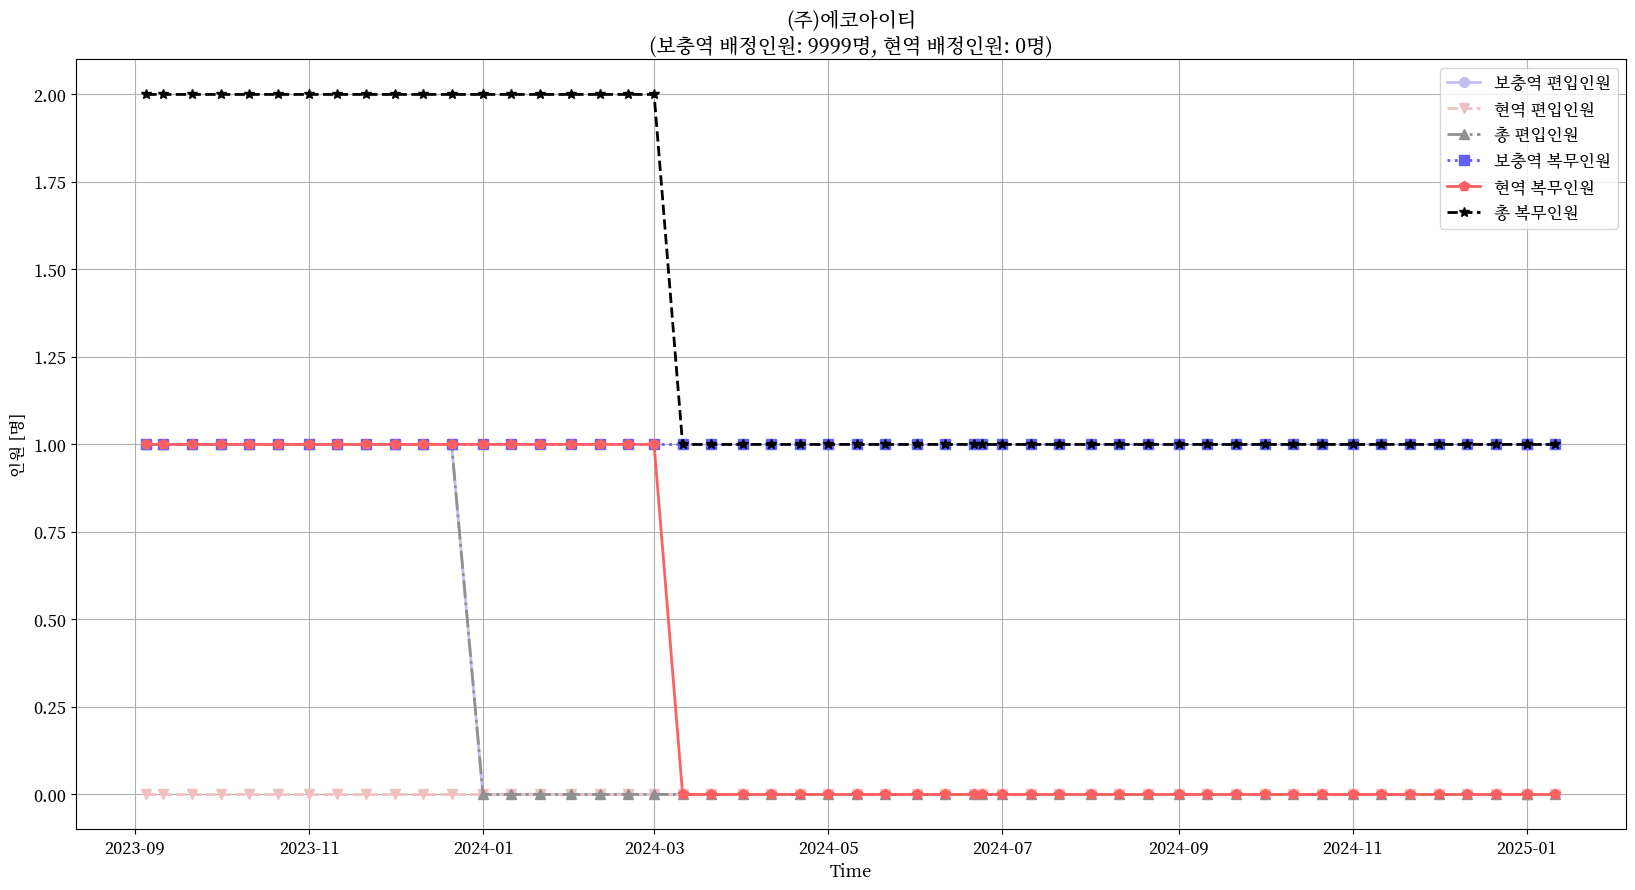 (주)에코아이티
(보충역 배정인원: 9999명, 현역 배정인원: 0명)
보충역 편입인원
현역 편입인원
총 편입인원
보충역 복무인원
현역 복무인원
총 복무인원
2.00
1.75
1.50
1.25
1.00
0.75
0.50
0.25
0.00
인원 [명]
2023-09
2023-11
2024-01
2024-03
2024-05
2024-07
2024-09
2024-11
2025-01
Time